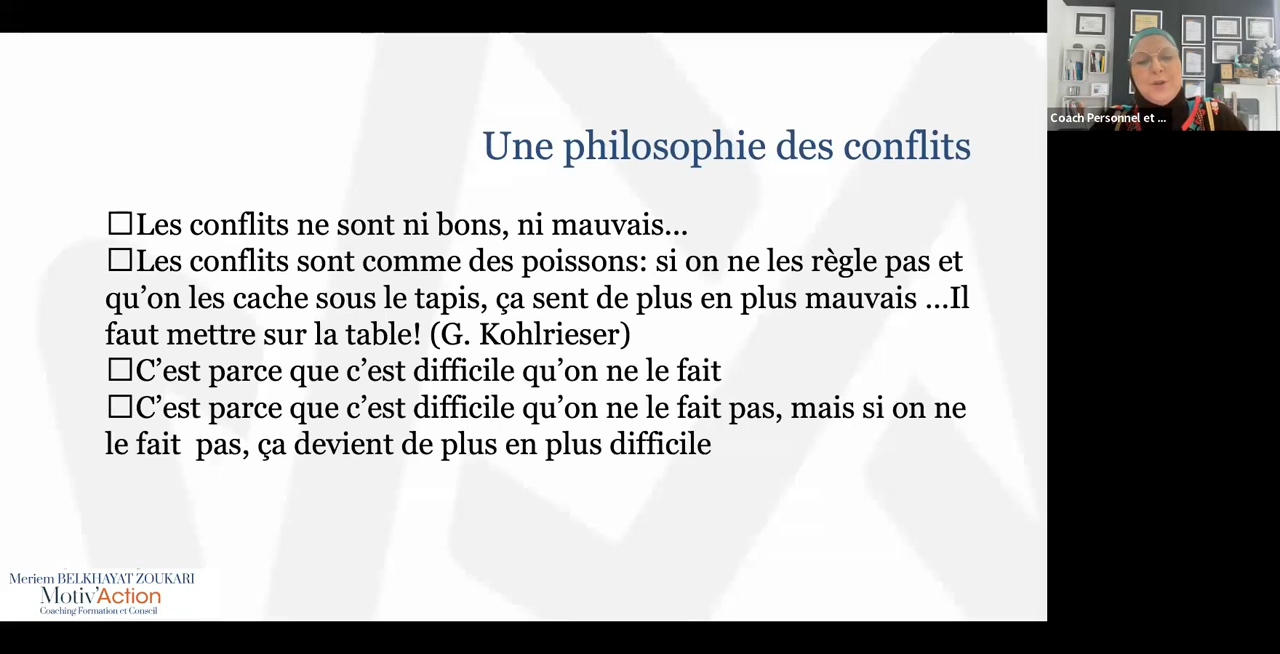 Une philosophie des conflits
☐Les conflits ne sont ni bons, ni mauvais…
☐Les conflits sont comme des poissons: si on ne les règle pas et
qu’on les cache sous le tapis, ça sent de plus en plus mauvais …Il
faut mettre sur la table! (G. Kohlrieser)
☐C’est parce que c’est difficile qu’on ne le fait
☐C’est parce que c’est difficile qu’on ne le fait pas, mais si on ne
le fait  pas, ça devient de plus en plus difficile
Meriem BELKHAYAT ZOUKARI
Motiv’Action
Coaching Formation et Conseil
Coach Personnel et ...